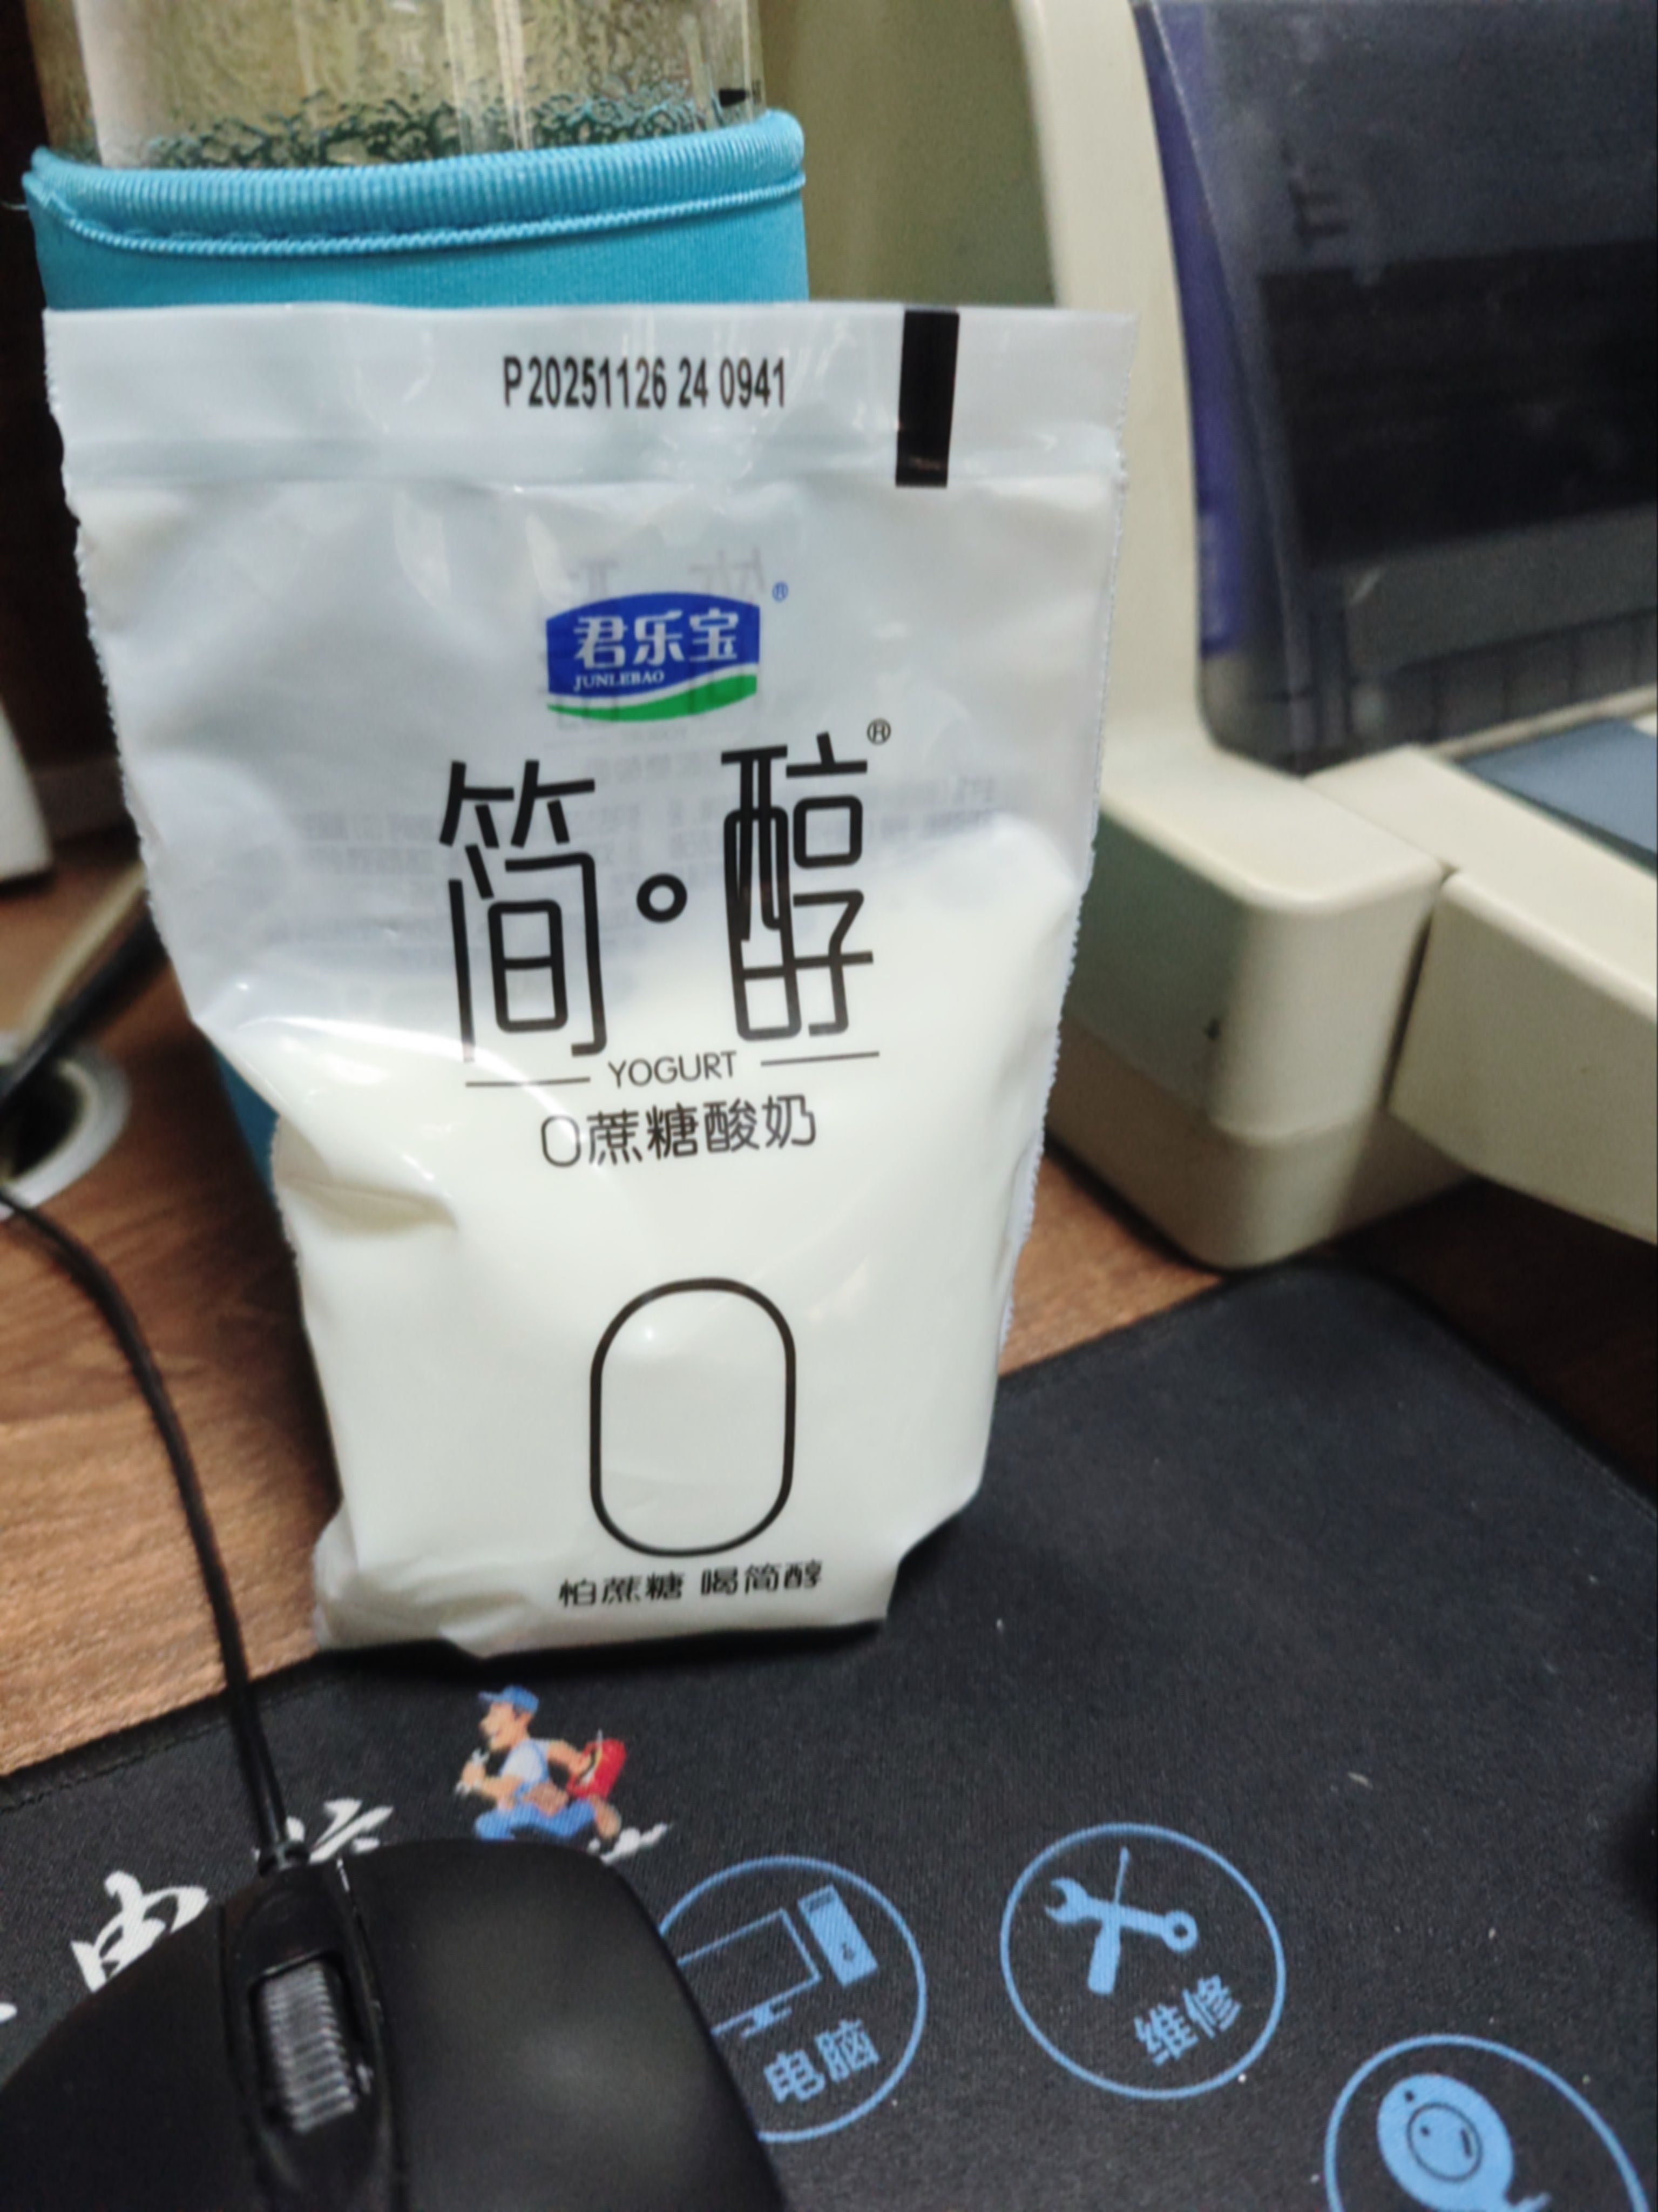 P20251126 24 0941
君乐宝®
JUNLEBAO
简·醇®
YOGURT
0蔗糖酸奶
0
怕蔗糖 喝简醇
电脑
维修